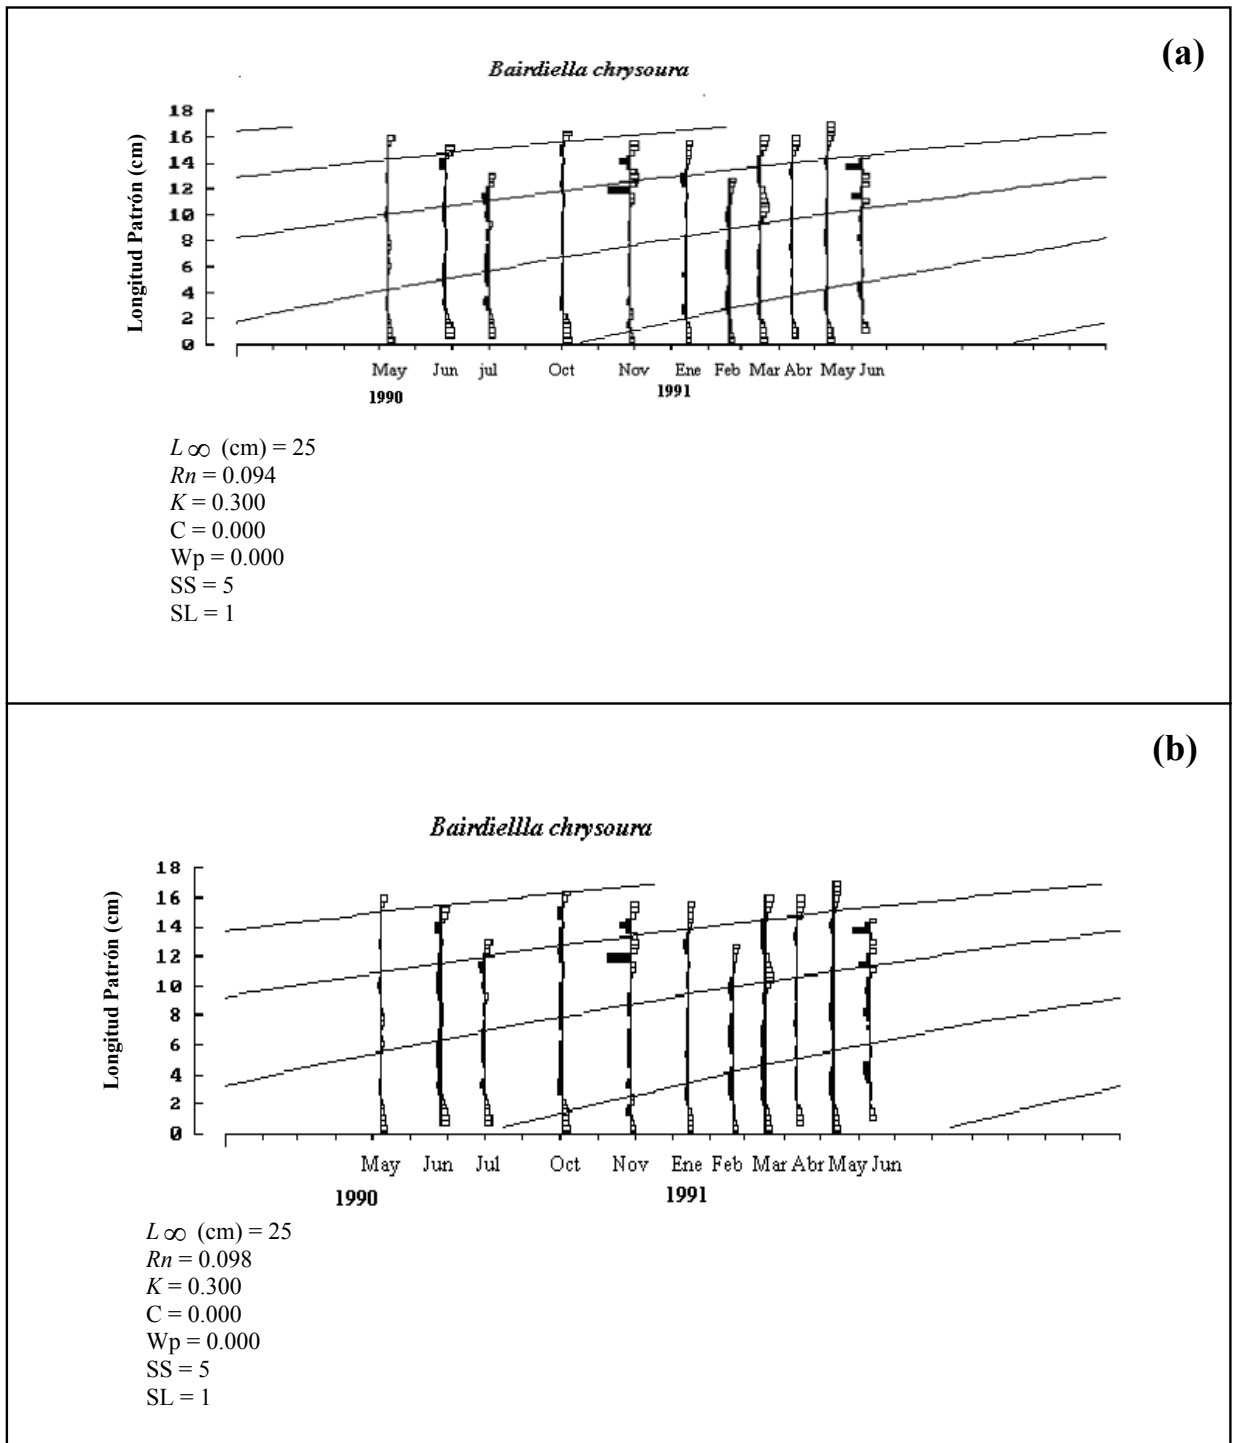 (a)
Bairdiella chrysoura
Longitud Patrón (cm)
18
16
14
12
10
8
6
4
2
0
May Jun jul Oct Nov Ene Feb Mar Abr May Jun
1990 1991
L∞ (cm) = 25
Rn = 0.094
K = 0.300
C = 0.000
Wp = 0.000
SS = 5
SL = 1
(b)
Bairdiellla chrysoura
Longitud Patrón (cm)
18
16
14
12
10
8
6
4
2
0
May Jun Jul Oct Nov Ene Feb Mar Abr May Jun
1990 1991
L∞ (cm) = 25
Rn = 0.098
K = 0.300
C = 0.000
Wp = 0.000
SS = 5
SL = 1